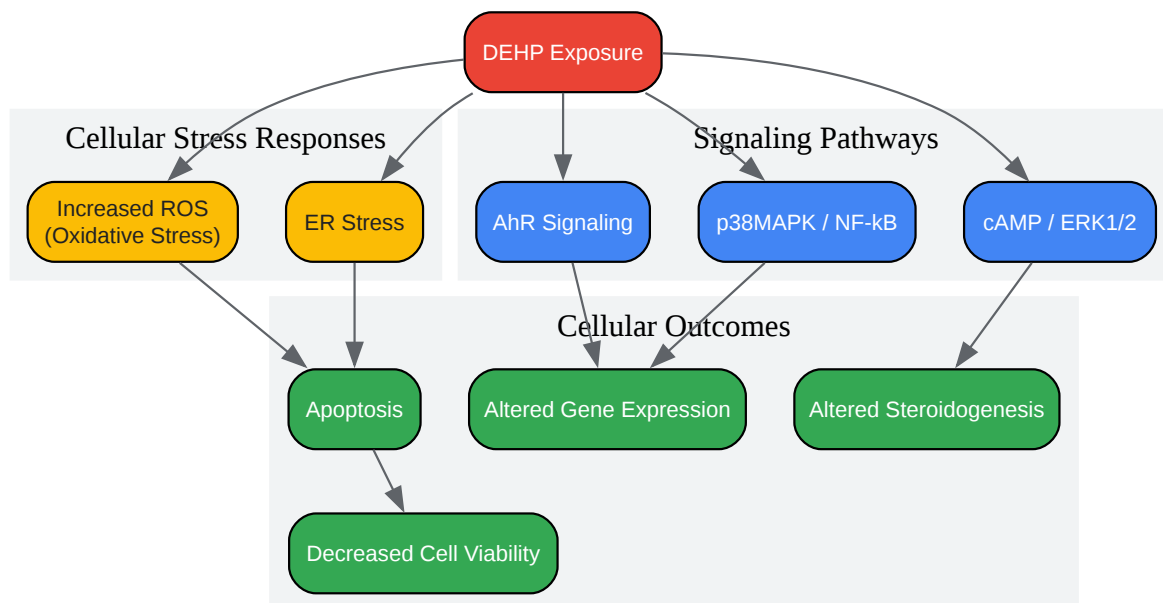 DEHP Exposure
Cellular Stress Responses
Signaling Pathways
Increased ROS
(Oxidative Stress)
ER Stress
AhR Signaling
p38MAPK / NF-kB
cAMP / ERK1/2
Cellular Outcomes
Apoptosis
Altered Gene Expression
Altered Steroidogenesis
Decreased Cell Viability